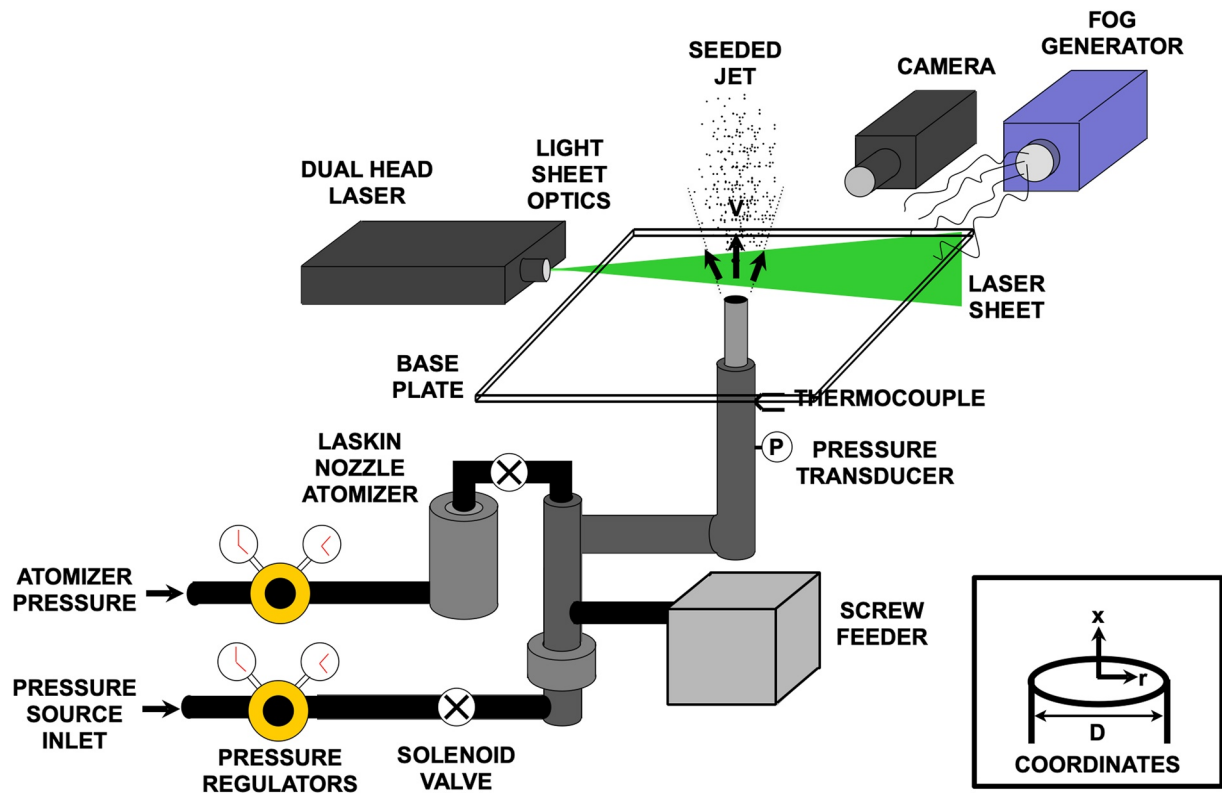 SEEDED
JET
FOG
GENERATOR
CAMERA
DUAL HEAD
LASER
LIGHT
SHEET
OPTICS
V
LASER
SHEET
BASE
PLATE
THERMOCOUPLE
P
PRESSURE
TRANSDUCER
LASKIN
NOZZLE
ATOMIZER
ATOMIZER
PRESSURE
SCREW
FEEDER
PRESSURE
SOURCE
INLET
PRESSURE
REGULATORS
SOLENOID
VALVE
x
r
D
COORDINATES